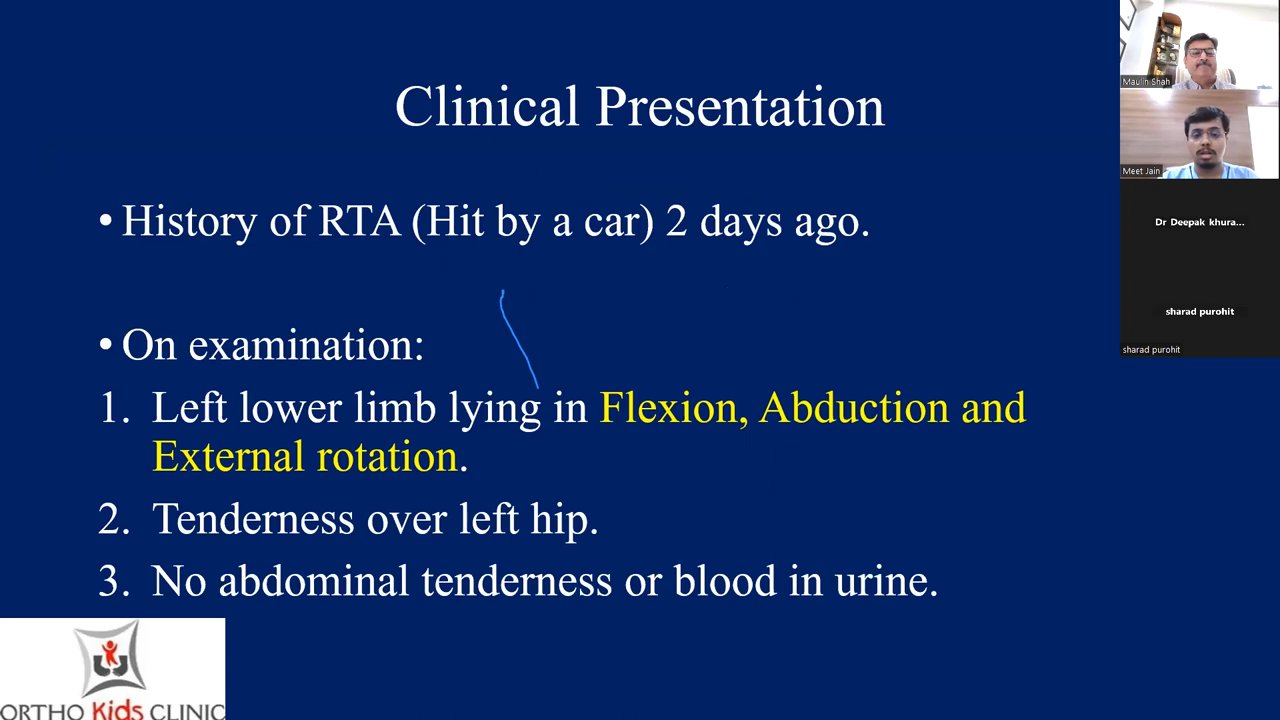 Clinical Presentation
• History of RTA (Hit by a car) 2 days ago.
• On examination:
1. Left lower limb lying in Flexion, Abduction and
External rotation.
2. Tenderness over left hip.
3. No abdominal tenderness or blood in urine.
ORTHO Kids CLINIC
Maulin Shah
Meet Jain
Dr Deepak khura...
sharad purohit
sharad purohit